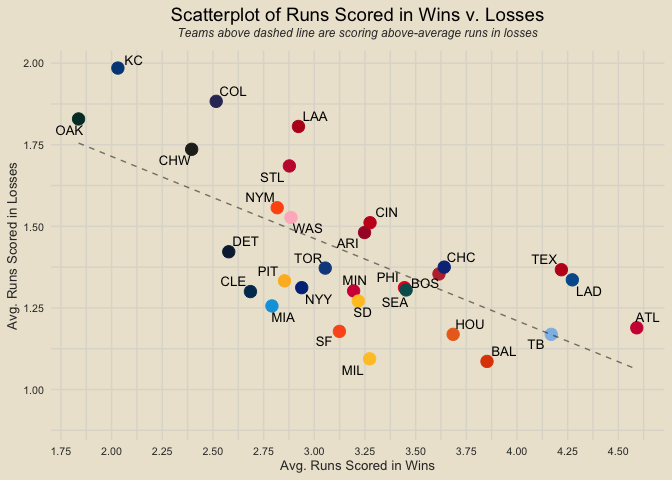 Scatterplot of Runs Scored in Wins v. Losses
Teams above dashed line are scoring above-average runs in losses
Avg. Runs Scored in Losses
2.00
1.75
1.50
1.25
1.00
KC
COL
OAK
LAA
CHW
STL
NYM
WAS
CIN
ARI
DET
TOR
CHC
TEX
PIT
CLE
MIN
PHI
BOS
LAD
NYY
SEA
MIA
SD
ATL
HOU
SF
TB
BAL
MIL
1.75 2.00 2.25 2.50 2.75 3.00 3.25 3.50 3.75 4.00 4.25 4.50
Avg. Runs Scored in Wins